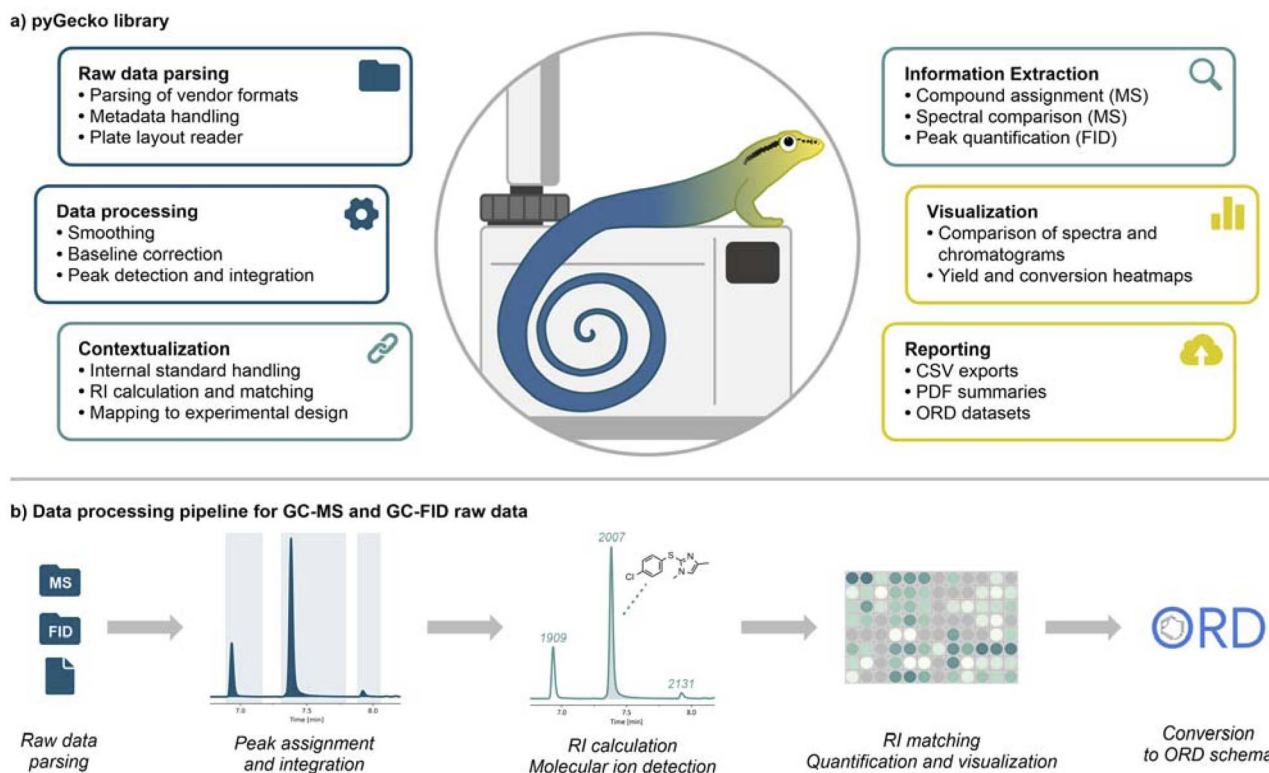 a) pyGecko library
Raw data parsing
• Parsing of vendor formats
• Metadata handling
• Plate layout reader
Data processing
• Smoothing
• Baseline correction
• Peak detection and integration
Contextualization
• Internal standard handling
• RI calculation and matching
• Mapping to experimental design
Information Extraction
• Compound assignment (MS)
• Spectral comparison (MS)
• Peak quantification (FID)
Visualization
• Comparison of spectra and
chromatograms
• Yield and conversion heatmaps
Reporting
• CSV exports
• PDF summaries
• ORD datasets
b) Data processing pipeline for GC-MS and GC-FID raw data
MS
FID
Raw data
parsing
7.0 7.5 8.0
Time [min]
Peak assignment
and integration
2007
1909
2131
Cl S N N
7.0 7.5 8.0
Time [min]
RI calculation
Molecular ion detection
RI matching
Quantification and visualization
ORD
Conversion
to ORD schema